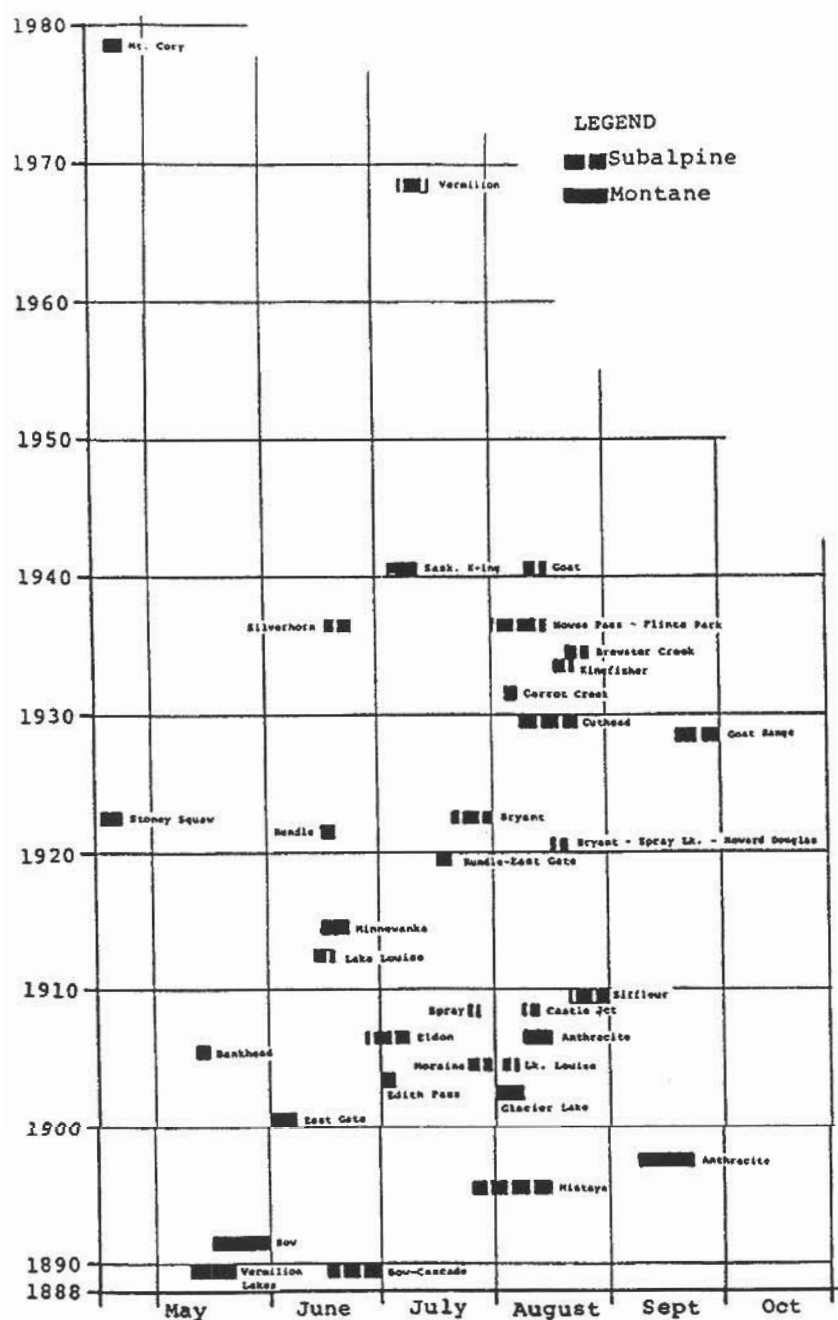 1980
Mt. Cory
LEGEND
Subalpine
Montane
1970
Vermilion
1960
1950
1940
Sask. X-ing
Goat
Silverhorn
Howse Pass - Flints Park
Brewster Creek
Kingfisher
Carrot Creek
1930
Cuthead
Goat Range
Stoney Squaw
Rundle
Bryant
Bryant - Spray Lk. - Howard Douglas
1920
Rundle-East Gate
Minnewanka
Lake Louise
1910
Siffleur
Spray
Castle Jct
Eldon
Anthracite
Bankhead
Moraine
Lk. Louise
Edith Pass
Glacier Lake
East Gate
1900
Anthracite
Mistaya
Bow
1890
Vermilion
Lakes
Bow-Cascade
1888
May
June
July
August
Sept
Oct